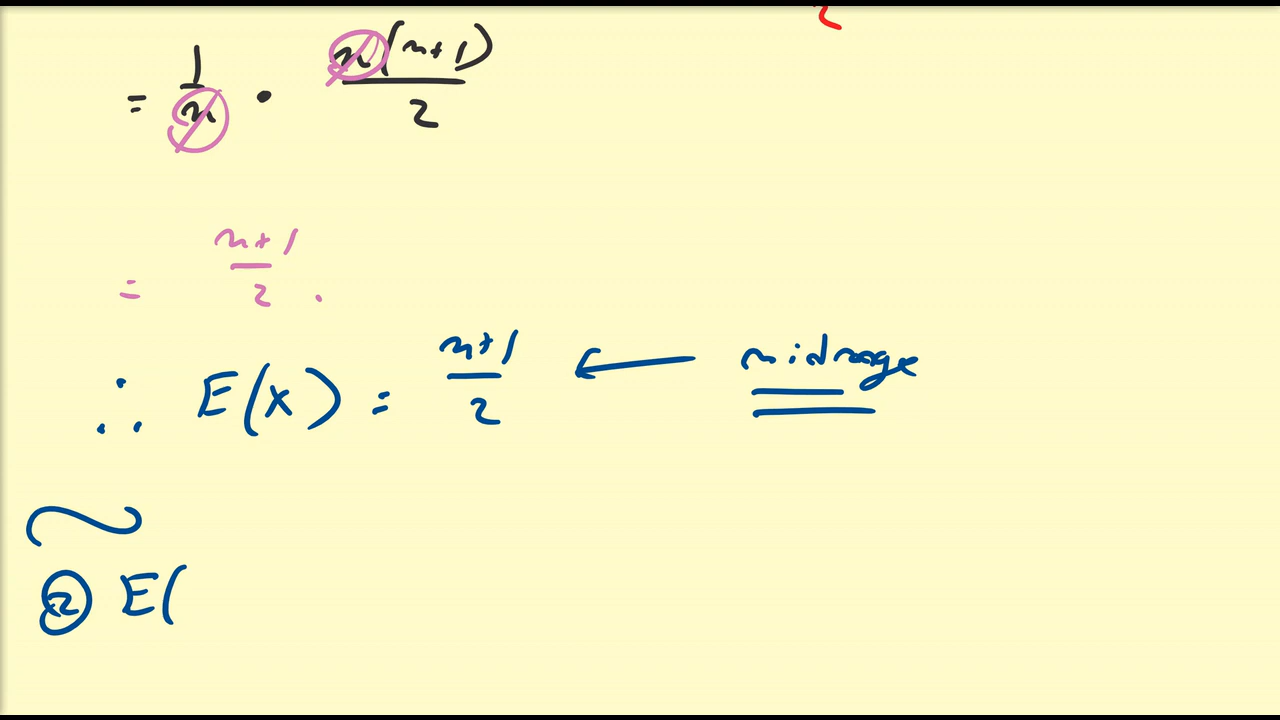 = 1/n · n(n+1)/2
= n+1/2 .
∴ E(X) = n+1/2 ← midrange
② E(